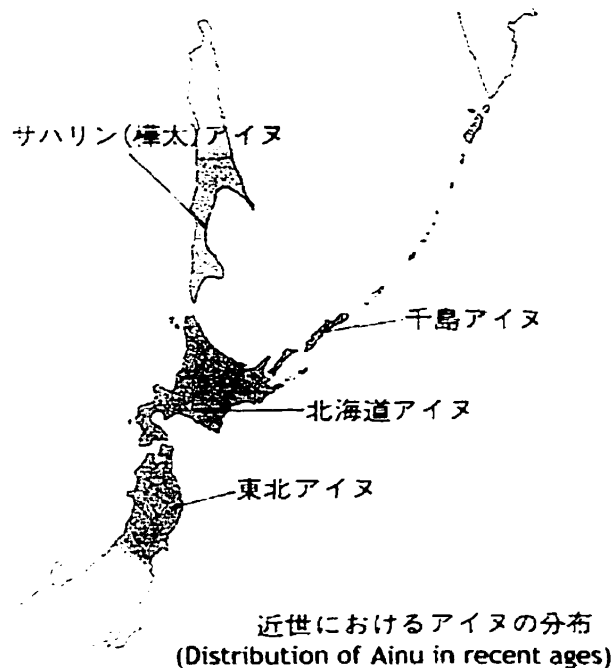 サハリン(樺太)アイヌ
千島アイヌ
北海道アイヌ
東北アイヌ
近世におけるアイヌの分布
(Distribution of Ainu in recent ages)